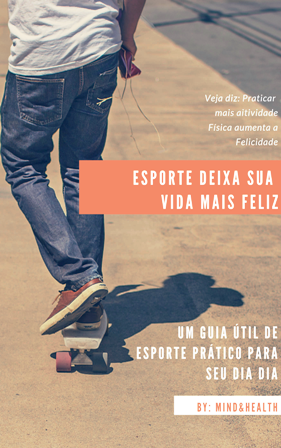 Veja diz: Praticar
mais aitividade
Física aumenta a
Felicidade
ESPORTE DEIXA SUA
VIDA MAIS FELIZ
UM GUIA ÚTIL DE
ESPORTE PRÁTICO PARA
SEU DIA DIA
BY: MIND&HEALTH